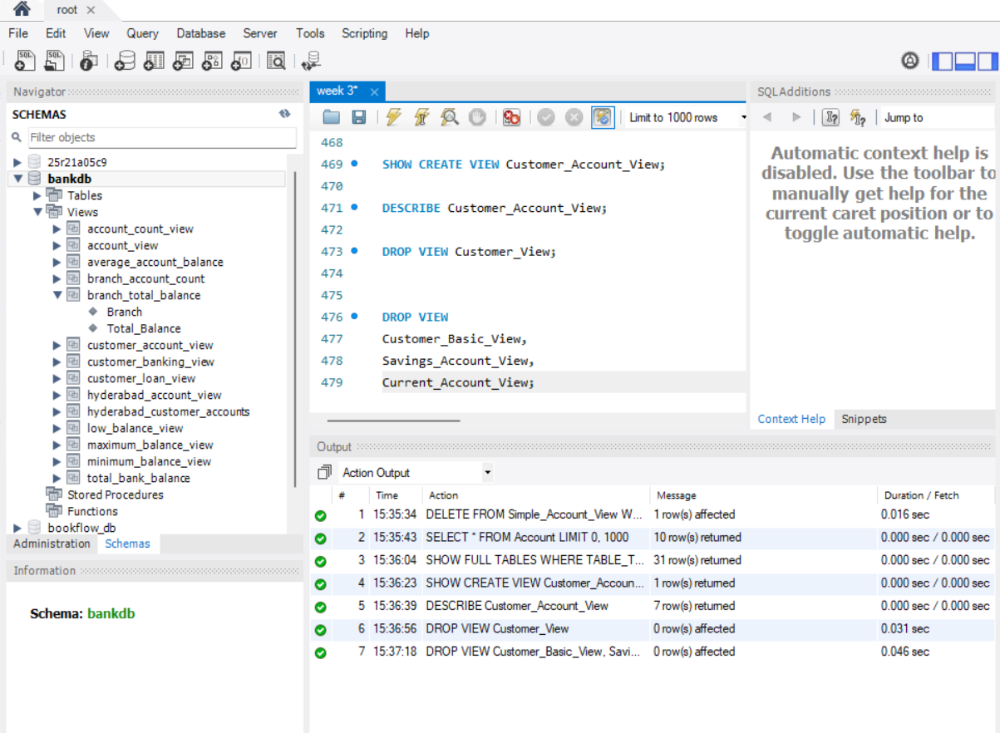 root ×
File Edit View Query Database Server Tools Scripting Help
SQL SQL
Navigator
SCHEMAS
Filter objects
25r21a05c9
bankdb
Tables
Views
account_count_view
account_view
average_account_balance
branch_account_count
branch_total_balance
Branch
Total_Balance
customer_account_view
customer_banking_view
customer_loan_view
hyderabad_account_view
hyderabad_customer_accounts
low_balance_view
maximum_balance_view
minimum_balance_view
total_bank_balance
Stored Procedures
Functions
bookflow_db
Administration Schemas
Information
Schema: bankdb
week 3* ×
Limit to 1000 rows
468
469 SHOW CREATE VIEW Customer_Account_View;
470
471 DESCRIBE Customer_Account_View;
472
473 DROP VIEW Customer_View;
474
475
476 DROP VIEW
477 Customer_Basic_View,
478 Savings_Account_View,
479 Current_Account_View;
SQLAdditions
Jump to
Automatic context help is
disabled. Use the toolbar to
manually get help for the
current caret position or to
toggle automatic help.
Context Help Snippets
Output
Action Output
# Time Action Message Duration / Fetch
1 15:35:34 DELETE FROM Simple_Account_View W... 1 row(s) affected 0.016 sec
2 15:35:43 SELECT * FROM Account LIMIT 0, 1000 10 row(s) returned 0.000 sec / 0.000 sec
3 15:36:04 SHOW FULL TABLES WHERE TABLE_T... 31 row(s) returned 0.000 sec / 0.000 sec
4 15:36:23 SHOW CREATE VIEW Customer_Accoun... 1 row(s) returned 0.000 sec / 0.000 sec
5 15:36:39 DESCRIBE Customer_Account_View 7 row(s) returned 0.000 sec / 0.000 sec
6 15:36:56 DROP VIEW Customer_View 0 row(s) affected 0.031 sec
7 15:37:18 DROP VIEW Customer_Basic_View, Savi... 0 row(s) affected 0.046 sec